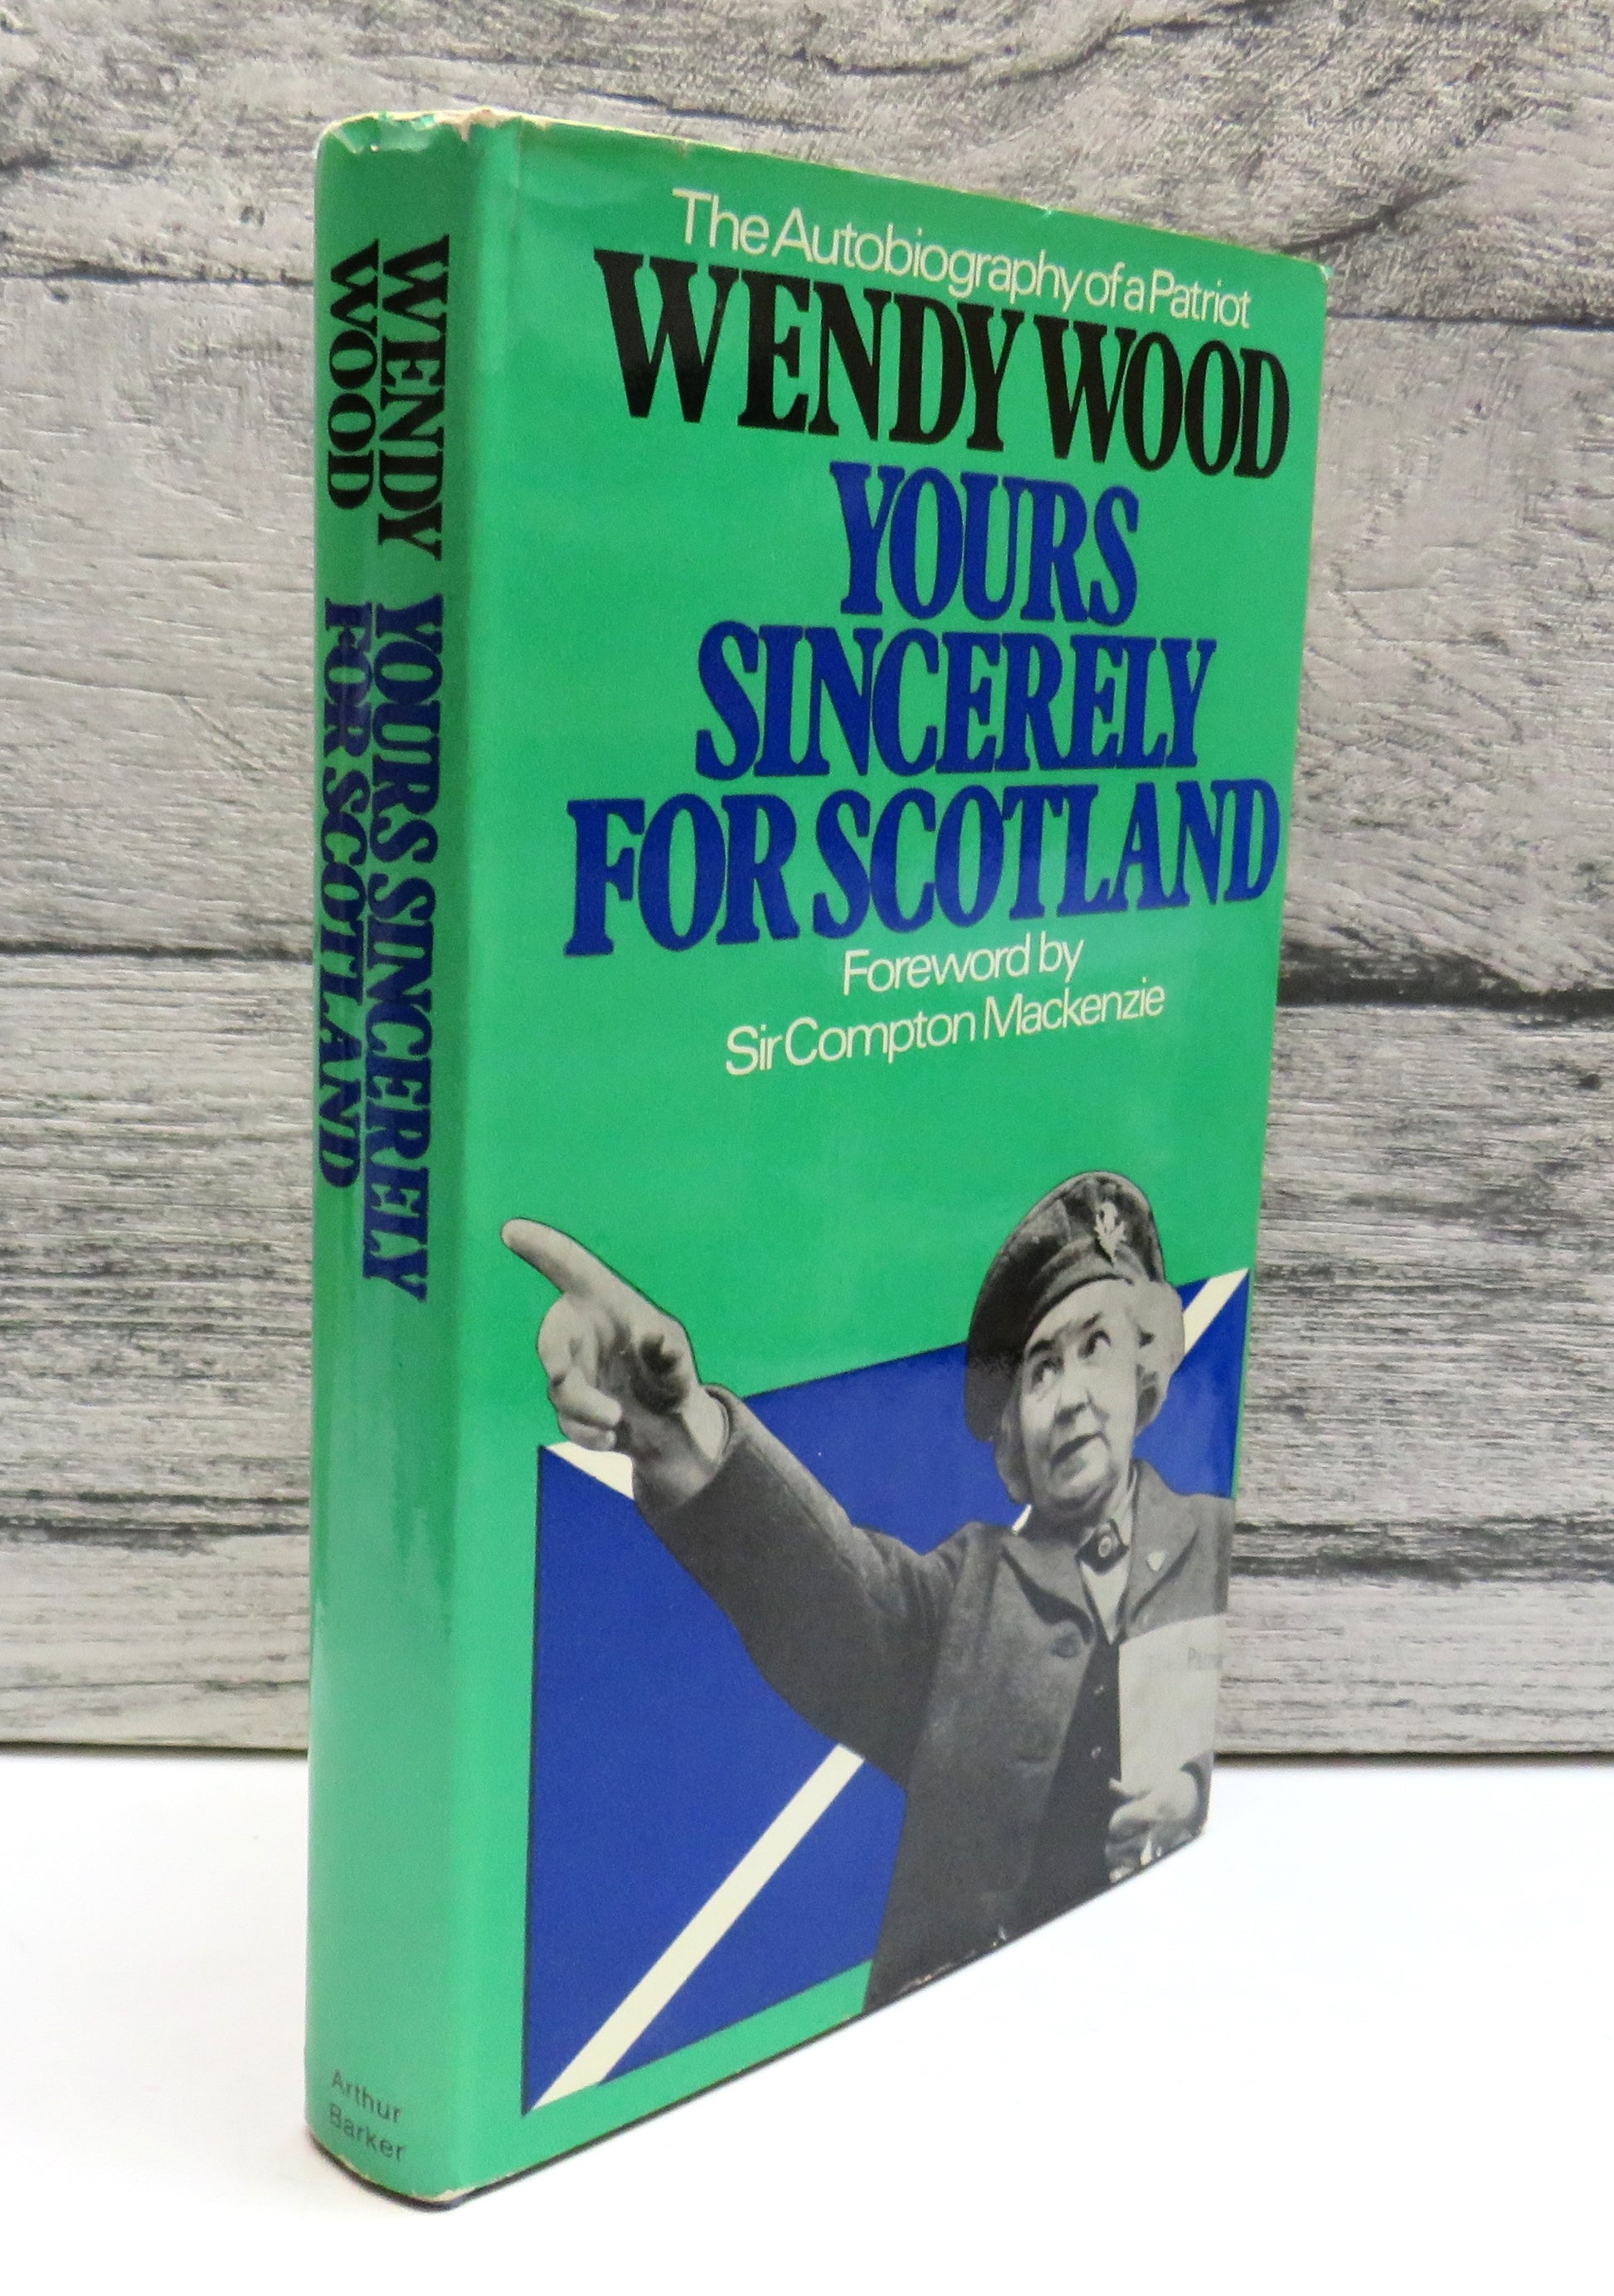 The Autobiography of a Patriot
WENDY WOOD
YOURS
SINCERELY
FOR SCOTLAND
Foreword by
Sir Compton Mackenzie
WENDY
WOOD
YOURS SINCERELY
FOR SCOTLAND
Arthur
Barker